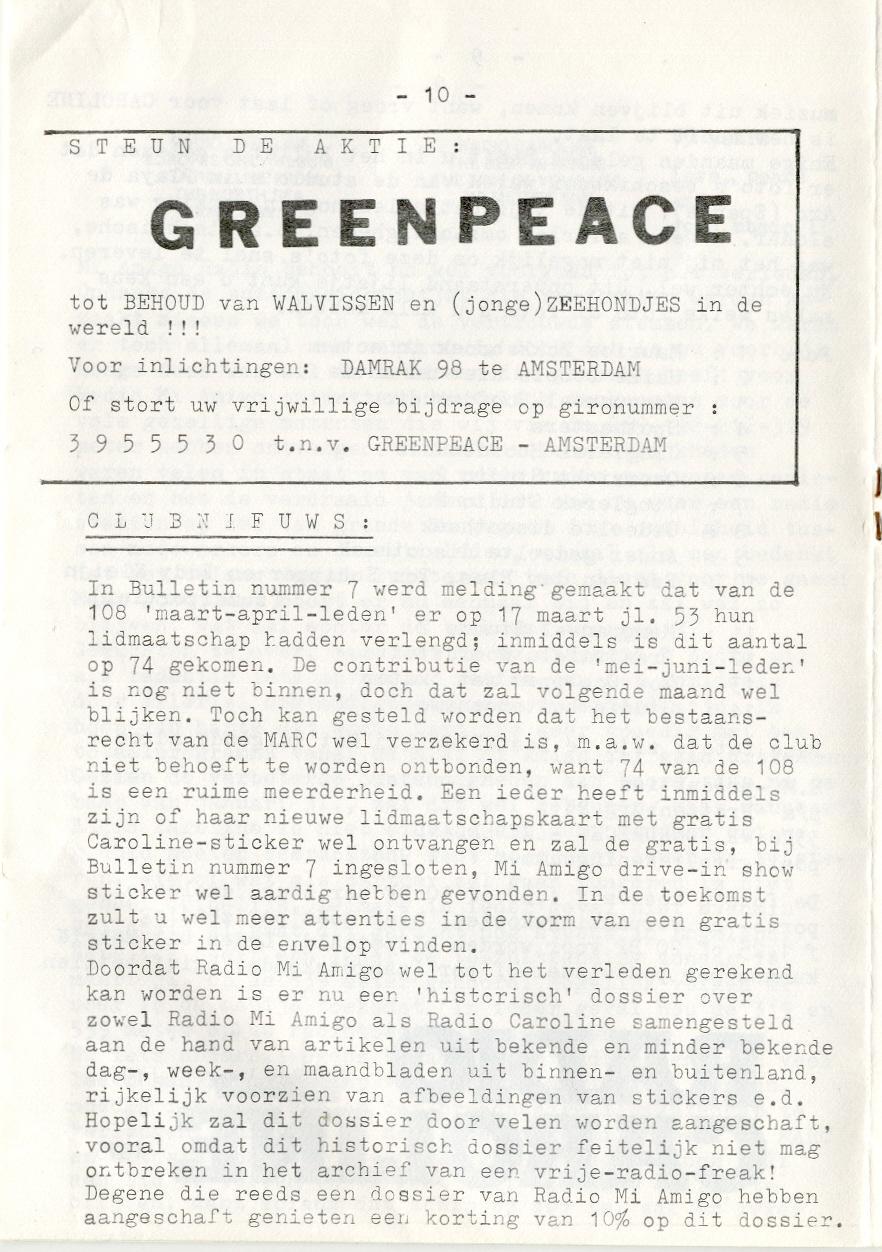 - 10 -
STEUN DE AKTIE:
GREENPEACE
tot BEHOUD van WALVISSEN en (jonge)ZEEHONDJES in de
wereld !!!
Voor inlichtingen: DAMRAK 98 te AMSTERDAM
Of stort uw vrijwillige bijdrage op gironummer :
3 9 5 5 5 3 0 t.n.v. GREENPEACE - AMSTERDAM
CLUBNIEUWS:
In Bulletin nummer 7 werd melding gemaakt dat van de
108 'maart-april-leden' er op 17 maart jl. 53 hun
lidmaatschap hadden verlengd; inmiddels is dit aantal
op 74 gekomen. De contributie van de 'mei-juni-leden'
is nog niet binnen, doch dat zal volgende maand wel
blijken. Toch kan gesteld worden dat het bestaans-
recht van de MARC wel verzekerd is, m.a.w. dat de club
niet behoeft te worden ontbonden, want 74 van de 108
is een ruime meerderheid. Een ieder heeft inmiddels
zijn of haar nieuwe lidmaatschapskaart met gratis
Caroline-sticker wel ontvangen en zal de gratis, bij
Bulletin nummer 7 ingesloten, Mi Amigo drive-in show
sticker wel aardig hebben gevonden. In de toekomst
zult u wel meer attenties in de vorm van een gratis
sticker in de envelop vinden.
Doordat Radio Mi Amigo wel tot het verleden gerekend
kan worden is er nu een 'historisch' dossier over
zowel Radio Mi Amigo als Radio Caroline samengesteld
aan de hand van artikelen uit bekende en minder bekende
dag-, week-, en maandbladen uit binnen- en buitenland,
rijkelijk voorzien van afbeeldingen van stickers e.d.
Hopelijk zal dit dossier door velen worden aangeschaft,
vooral omdat dit historisch dossier feitelijk niet mag
ontbreken in het archief van een vrije-radio-freak!
Degene die reeds een dossier van Radio Mi Amigo hebben
aangeschaft genieten een korting van 10% op dit dossier.